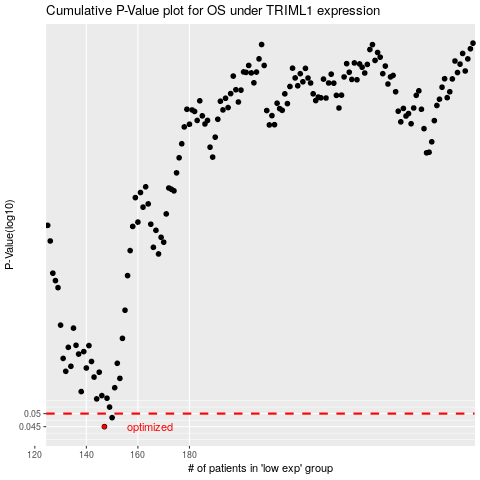 Cumulative P-Value plot for OS under TRIML1 expression
P-Value(log10)
0.05
0.045
optimized
120 140 160 180
# of patients in 'low exp' group